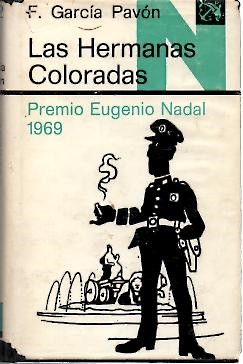 F. García Pavón
Las Hermanas
Coloradas
N
Premio Eugenio Nadal
1969